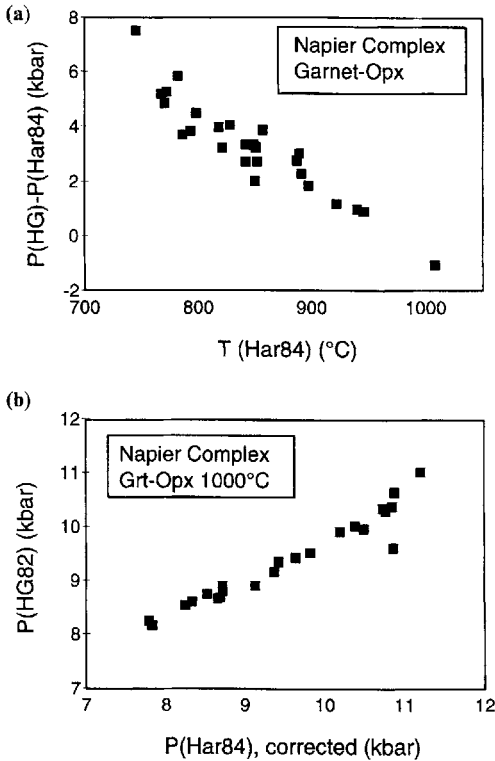 (a)
8
6
4
2
0
-2
P(HG)-P(Har84) (kbar)
Napier Complex
Garnet-Opx
700 800 900 1000
T (Har84) (°C)
(b)
12
11
10
9
8
7
P(HG82) (kbar)
Napier Complex
Grt-Opx 1000°C
7 8 9 10 11 12
P(Har84), corrected (kbar)